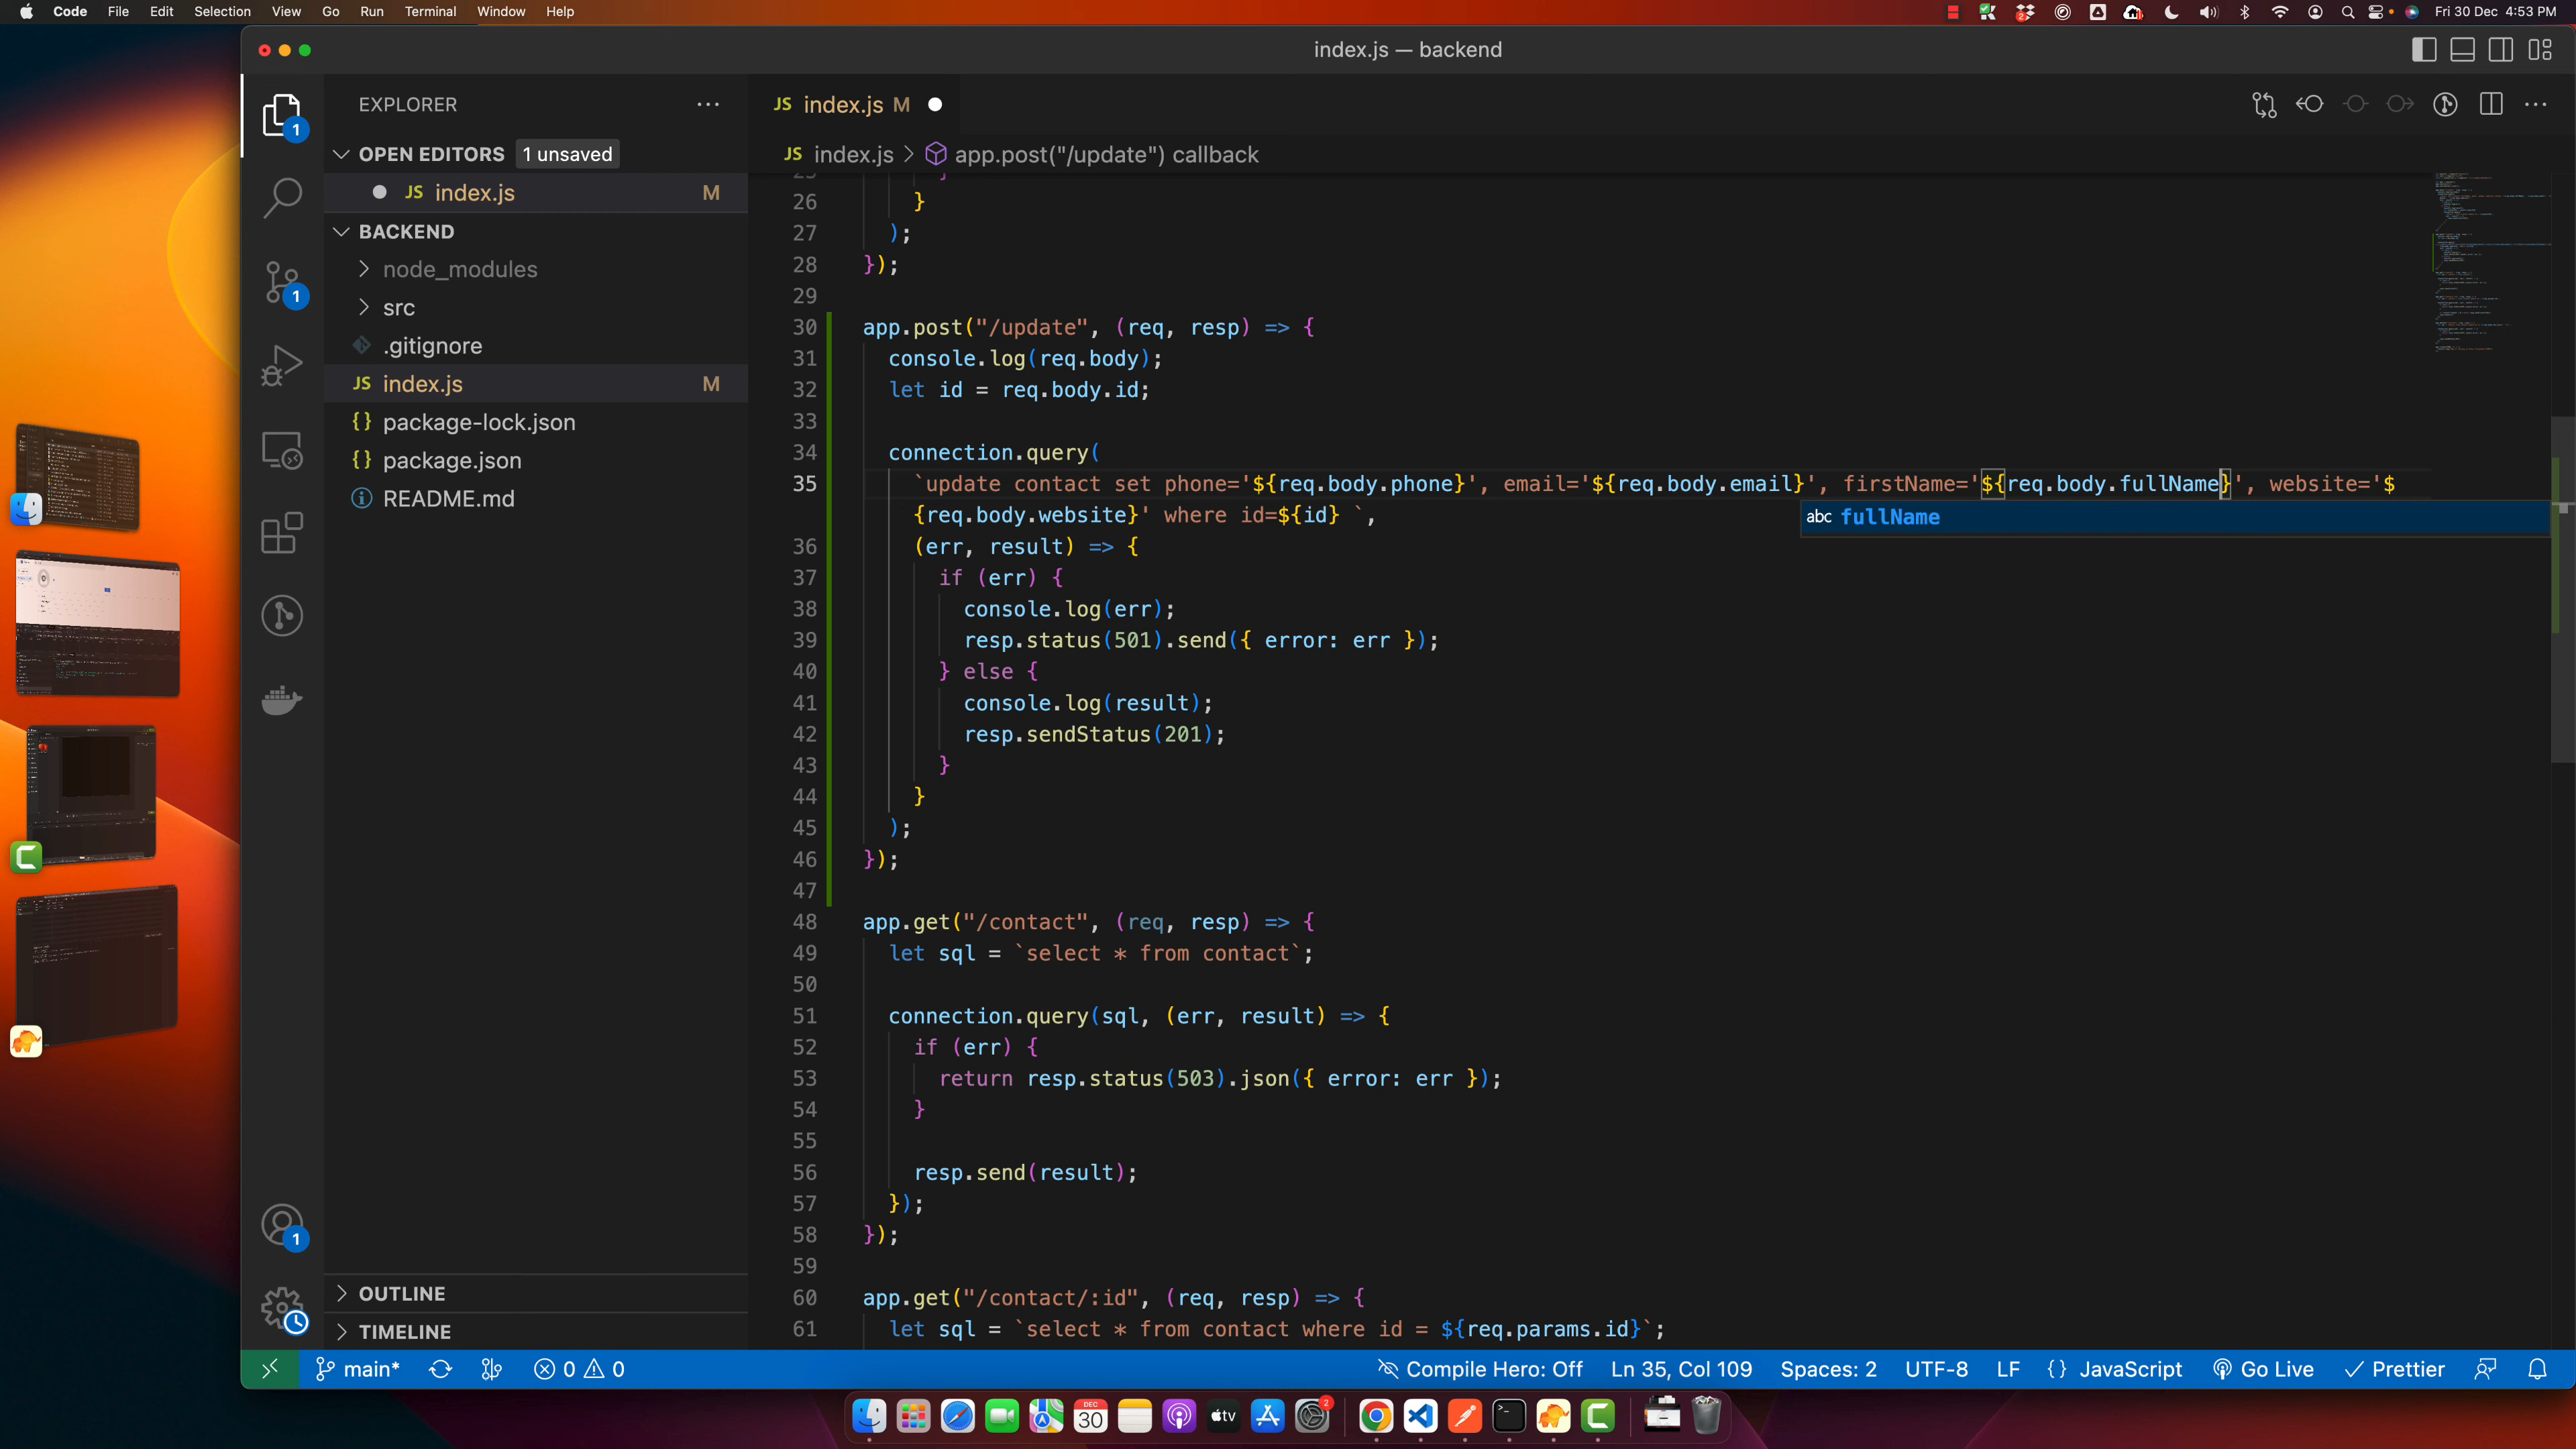 Code File Edit Selection View Go Run Terminal Window Help
2
Fri 30 Dec 4:53 PM
index.js — backend
1
EXPLORER
JS index.js M
OPEN EDITORS 1 unsaved
JS index.js > app.post("/update") callback
JS index.js M
BACKEND
node_modules
1
src
.gitignore
JS index.js M
{} package-lock.json
{} package.json
README.md
26 }
27 );
28 });
29
30 app.post("/update", (req, resp) => {
31 console.log(req.body);
32 let id = req.body.id;
33
34 connection.query(
35 `update contact set phone='${req.body.phone}', email='${req.body.email}', firstName='${req.body.fullName}', website='$
{req.body.website}' where id=${id} `,
abc fullName
36 (err, result) => {
37 if (err) {
38 console.log(err);
39 resp.status(501).send({ error: err });
40 } else {
41 console.log(result);
42 resp.sendStatus(201);
43 }
44 }
45 );
46 });
47
48 app.get("/contact", (req, resp) => {
49 let sql = `select * from contact`;
50
51 connection.query(sql, (err, result) => {
52 if (err) {
53 return resp.status(503).json({ error: err });
54 }
55
56 resp.send(result);
57 });
58 });
59
60 app.get("/contact/:id", (req, resp) => {
61 let sql = `select * from contact where id = ${req.params.id}`;
1
OUTLINE
TIMELINE
main* 0 0
Compile Hero: Off Ln 35, Col 109 Spaces: 2 UTF-8 LF {} JavaScript Go Live Prettier
DEC
30
tv
2